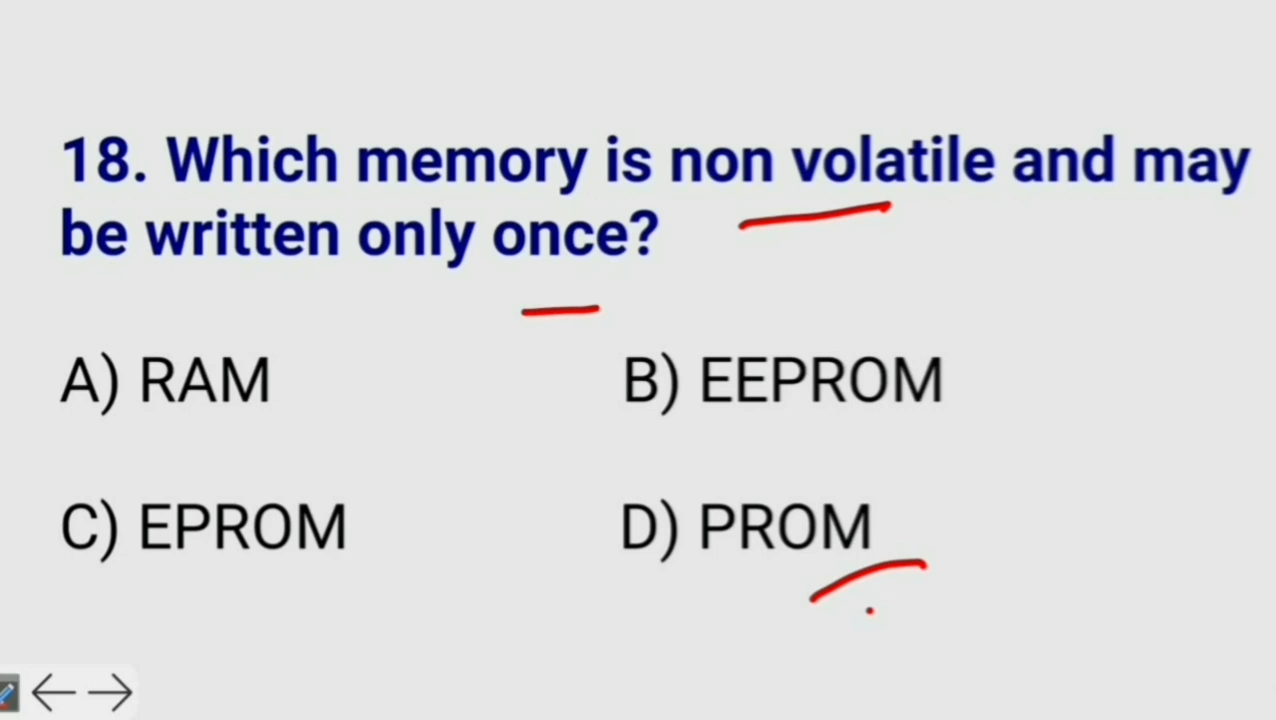 18. Which memory is non volatile and may
be written only once?
A) RAM B) EEPROM
C) EPROM D) PROM